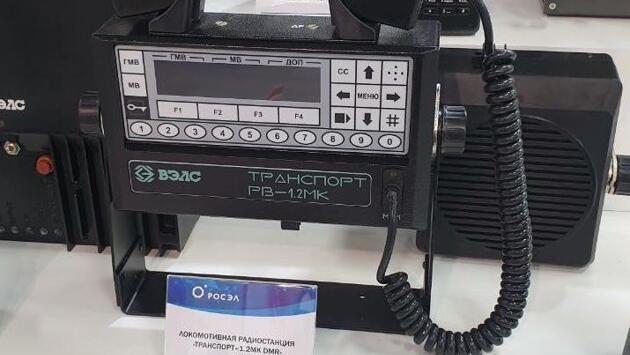 ГМВ МВ ДОП
ГМВ
МВ
СС
МЕНЮ
F1 F2 F3 F4
#
1 2 3 4 5 6 7 8 9 0
ВЭЛС
ВЭЛС
ТРАНСПОРТ
РВ-1.2МК
РОСЭЛ
ЛОКОМОТИВНАЯ РАДИОСТАНЦИЯ
«ТРАНСПОРТ-1.2МК DMR»